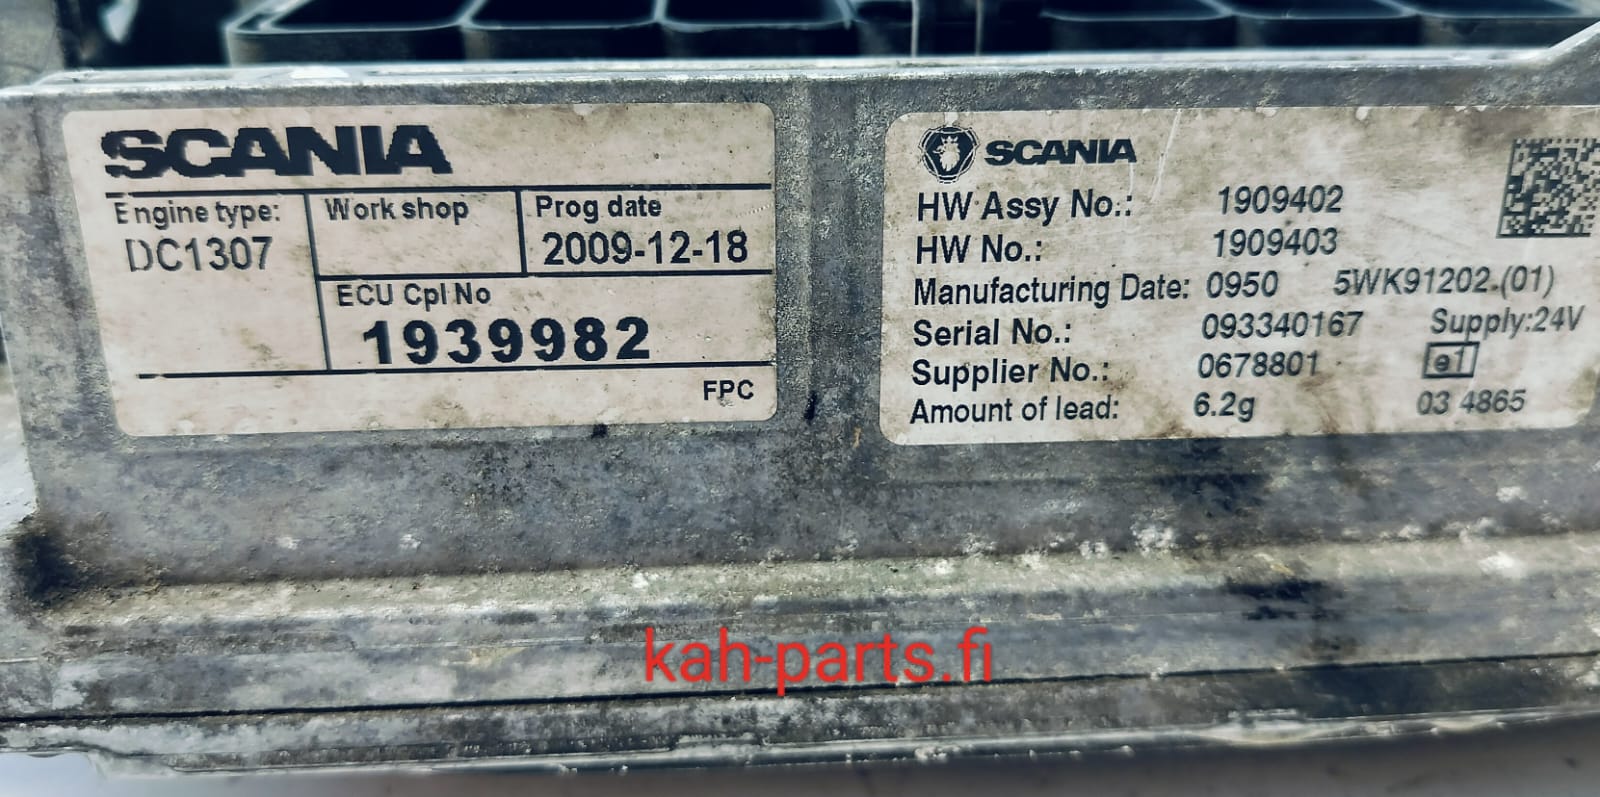 SCANIA
Engine type:
DC1307
Work shop
Prog date
2009-12-18
ECU Cpl No
1939982
FPC
SCANIA
HW Assy No.: 1909402
HW No.: 1909403
Manufacturing Date: 0950 5WK91202.(01)
Serial No.: 093340167 Supply:24V
Supplier No.: 0678801 e1
Amount of lead: 6.2g 03 4865
kah-parts.fi